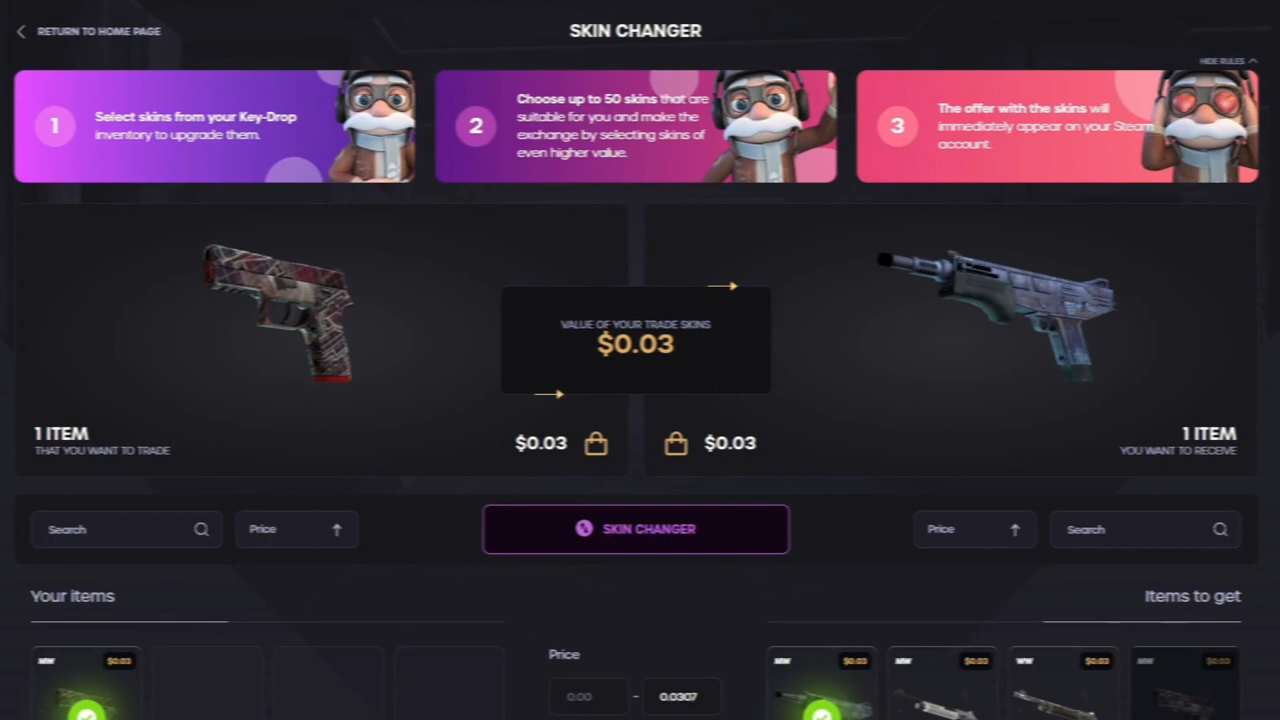 RETURN TO HOME PAGE
SKIN CHANGER
HIDE RULES
1
Select skins from your Key-Drop
inventory to upgrade them.
2
Choose up to 50 skins that are
suitable for you and make the
exchange by selecting skins of
even higher value.
3
The offer with the skins will
immediately appear on your Steam
account.
VALUE OF YOUR TRADE SKINS
$0.03
1 ITEM
THAT YOU WANT TO TRADE
$0.03
$0.03
1 ITEM
YOU WANT TO RECEIVE
Search
Price
SKIN CHANGER
Price
Search
Your items
Items to get
MW
$0.03
Price
0.00
-
0.0307
MW
$0.03
MW
$0.03
WW
$0.03
MW
$0.03